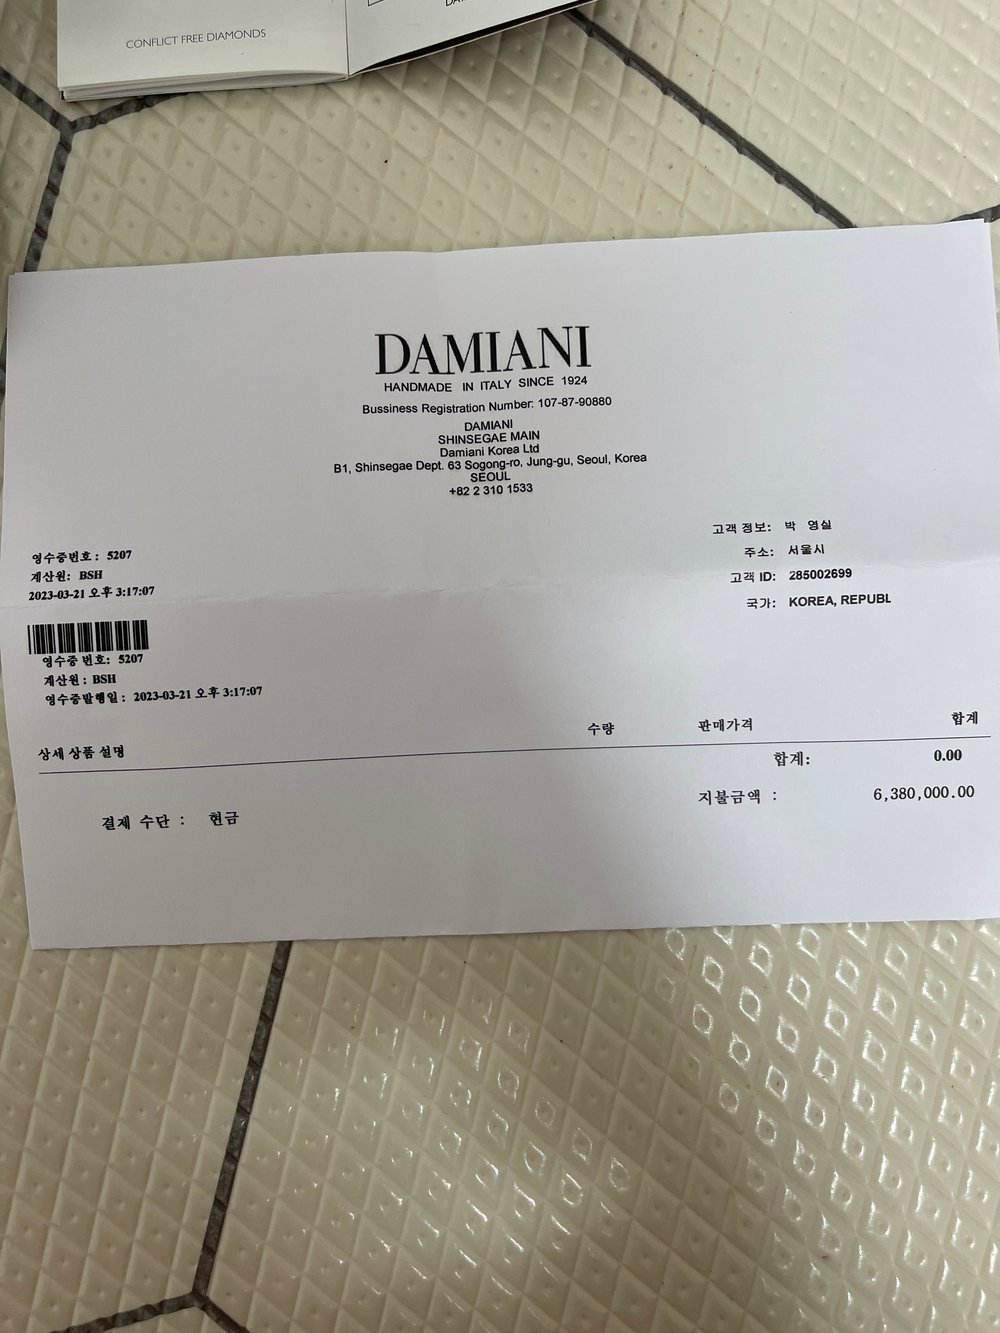 CONFLICT FREE DIAMONDS
DAMIANI
HANDMADE IN ITALY SINCE 1924
Bussiness Registration Number: 107-87-90880
DAMIANI
SHINSEGAE MAIN
Damiani Korea Ltd
B1, Shinsegae Dept. 63 Sogong-ro, Jung-gu, Seoul, Korea
SEOUL
+82 2 310 1533
고객 정보: 박 영실
주소: 서울시
고객 ID: 285002699
국가: KOREA, REPUBL
영수증번호: 5207
계산원: BSH
2023-03-21 오후 3:17:07
영수증 번호: 5207
계산원: BSH
영수증발행일: 2023-03-21 오후 3:17:07
상세 상품 설명 수량 판매가격 합계
합계: 0.00
지불금액 : 6,380,000.00
결제 수단 : 현금